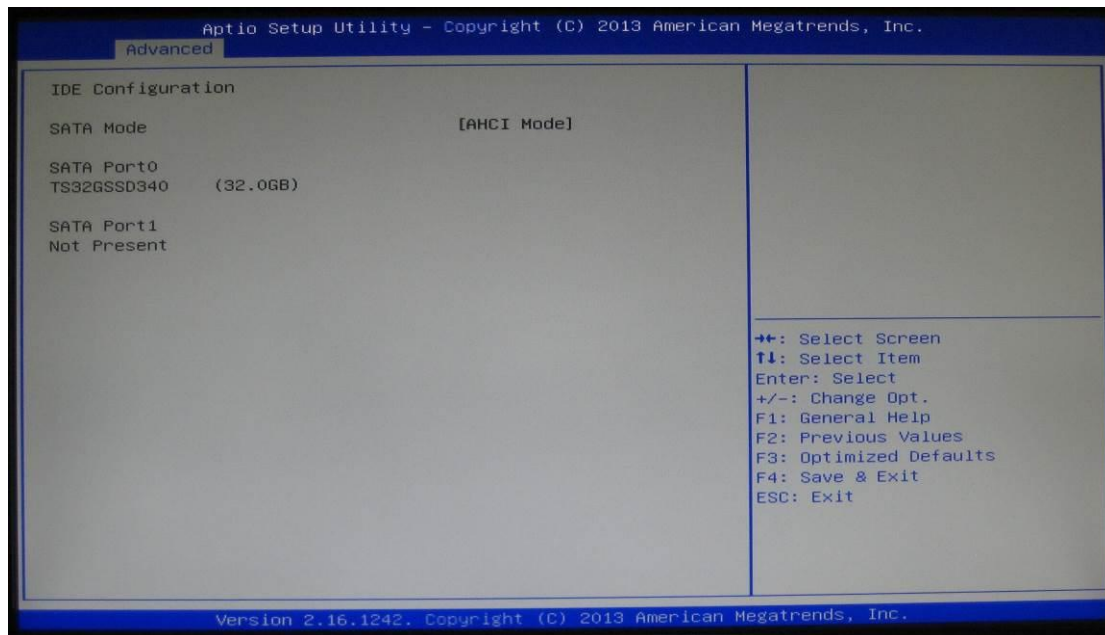 Aptio Setup Utility – Copyright (C) 2013 American Megatrends, Inc.
Advanced
IDE Configuration
SATA Mode [AHCI Mode]
SATA Port0
TS32GSSD340 (32.0GB)
SATA Port1
Not Present
→←: Select Screen
↑↓: Select Item
Enter: Select
+/-: Change Opt.
F1: General Help
F2: Previous Values
F3: Optimized Defaults
F4: Save & Exit
ESC: Exit
Version 2.16.1242. Copyright (C) 2013 American Megatrends, Inc.